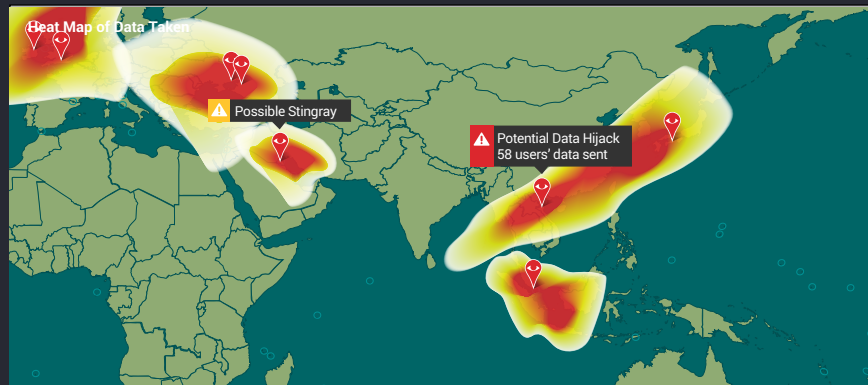 Heat Map of Data Taken
Possible Stingray
Potential Data Hijack
58 users' data sent